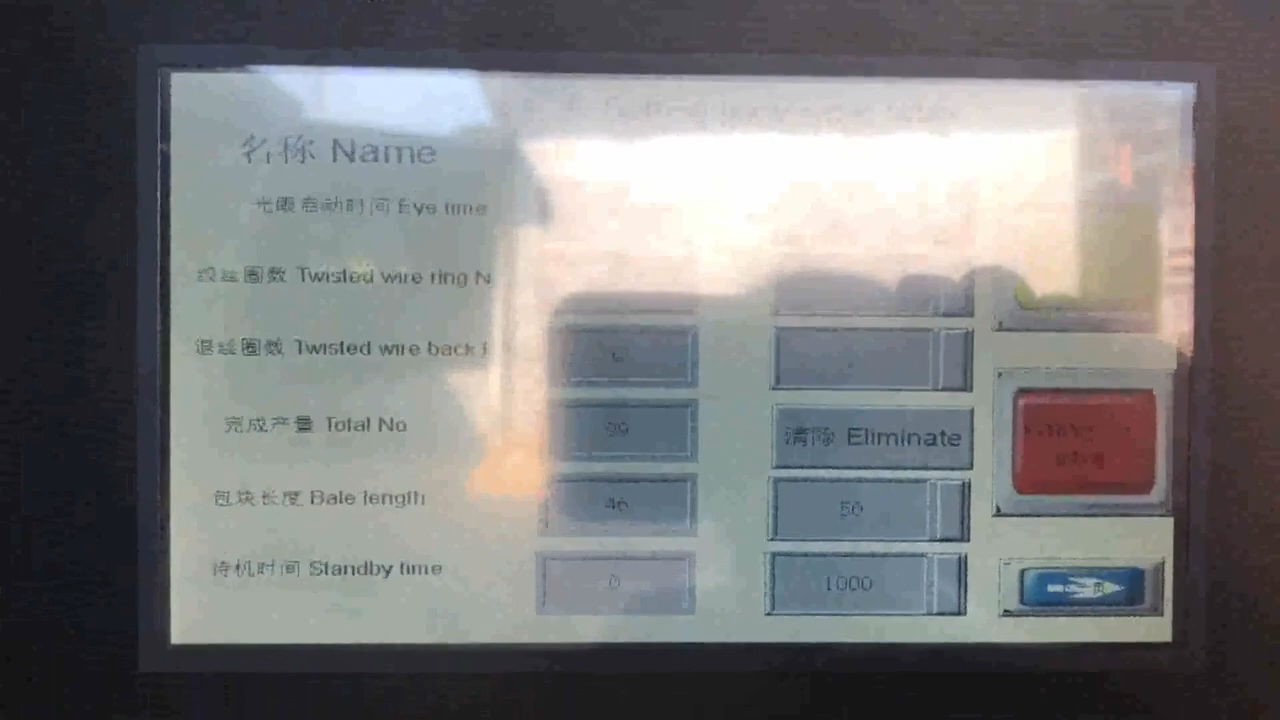 名称 Name
光眼启动时间 Eye time
绞丝圈数 Twisted wire ring N
退丝圈数 Twisted wire back
6
完成产量 Total No
99
清除 Eliminate
包块长度 Bale length
46
50
待机时间 Standby time
0
1000